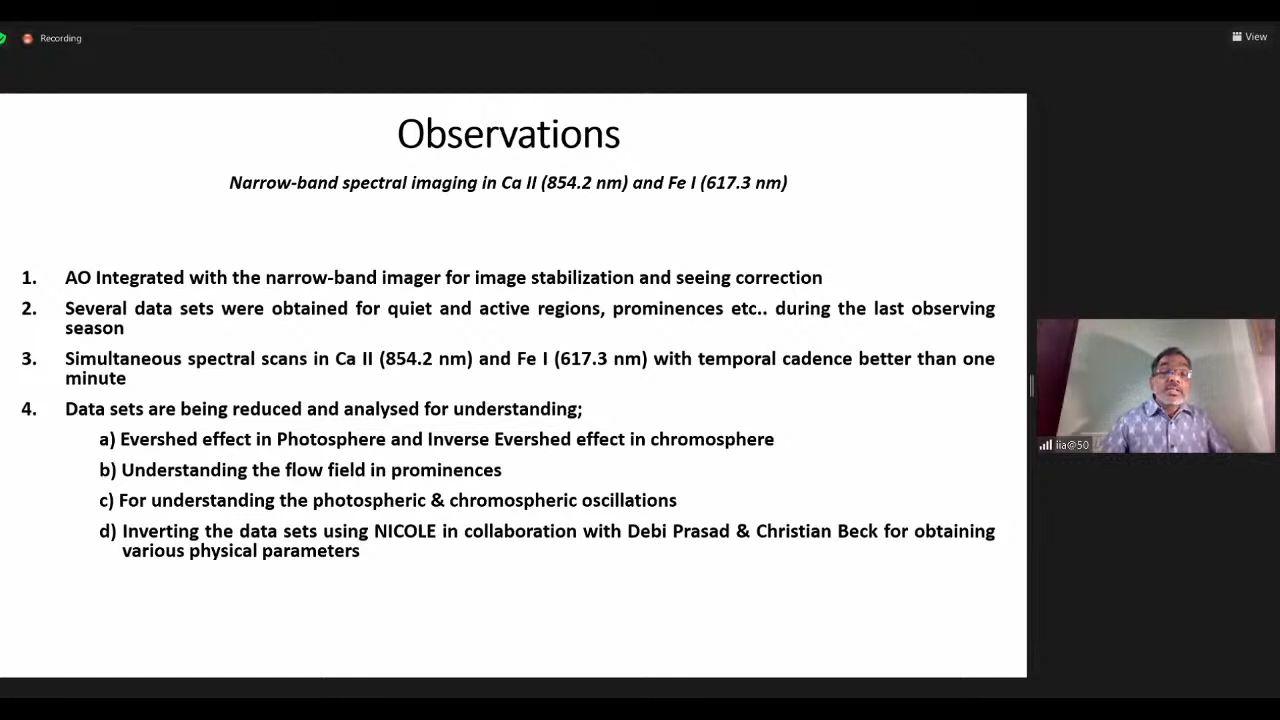 Recording
View
Observations
Narrow-band spectral imaging in Ca II (854.2 nm) and Fe I (617.3 nm)
1. AO Integrated with the narrow-band imager for image stabilization and seeing correction
2. Several data sets were obtained for quiet and active regions, prominences etc.. during the last observing
season
3. Simultaneous spectral scans in Ca II (854.2 nm) and Fe I (617.3 nm) with temporal cadence better than one
minute
4. Data sets are being reduced and analysed for understanding;
a) Evershed effect in Photosphere and Inverse Evershed effect in chromosphere
b) Understanding the flow field in prominences
c) For understanding the photospheric & chromospheric oscillations
d) Inverting the data sets using NICOLE in collaboration with Debi Prasad & Christian Beck for obtaining
various physical parameters
iia@50